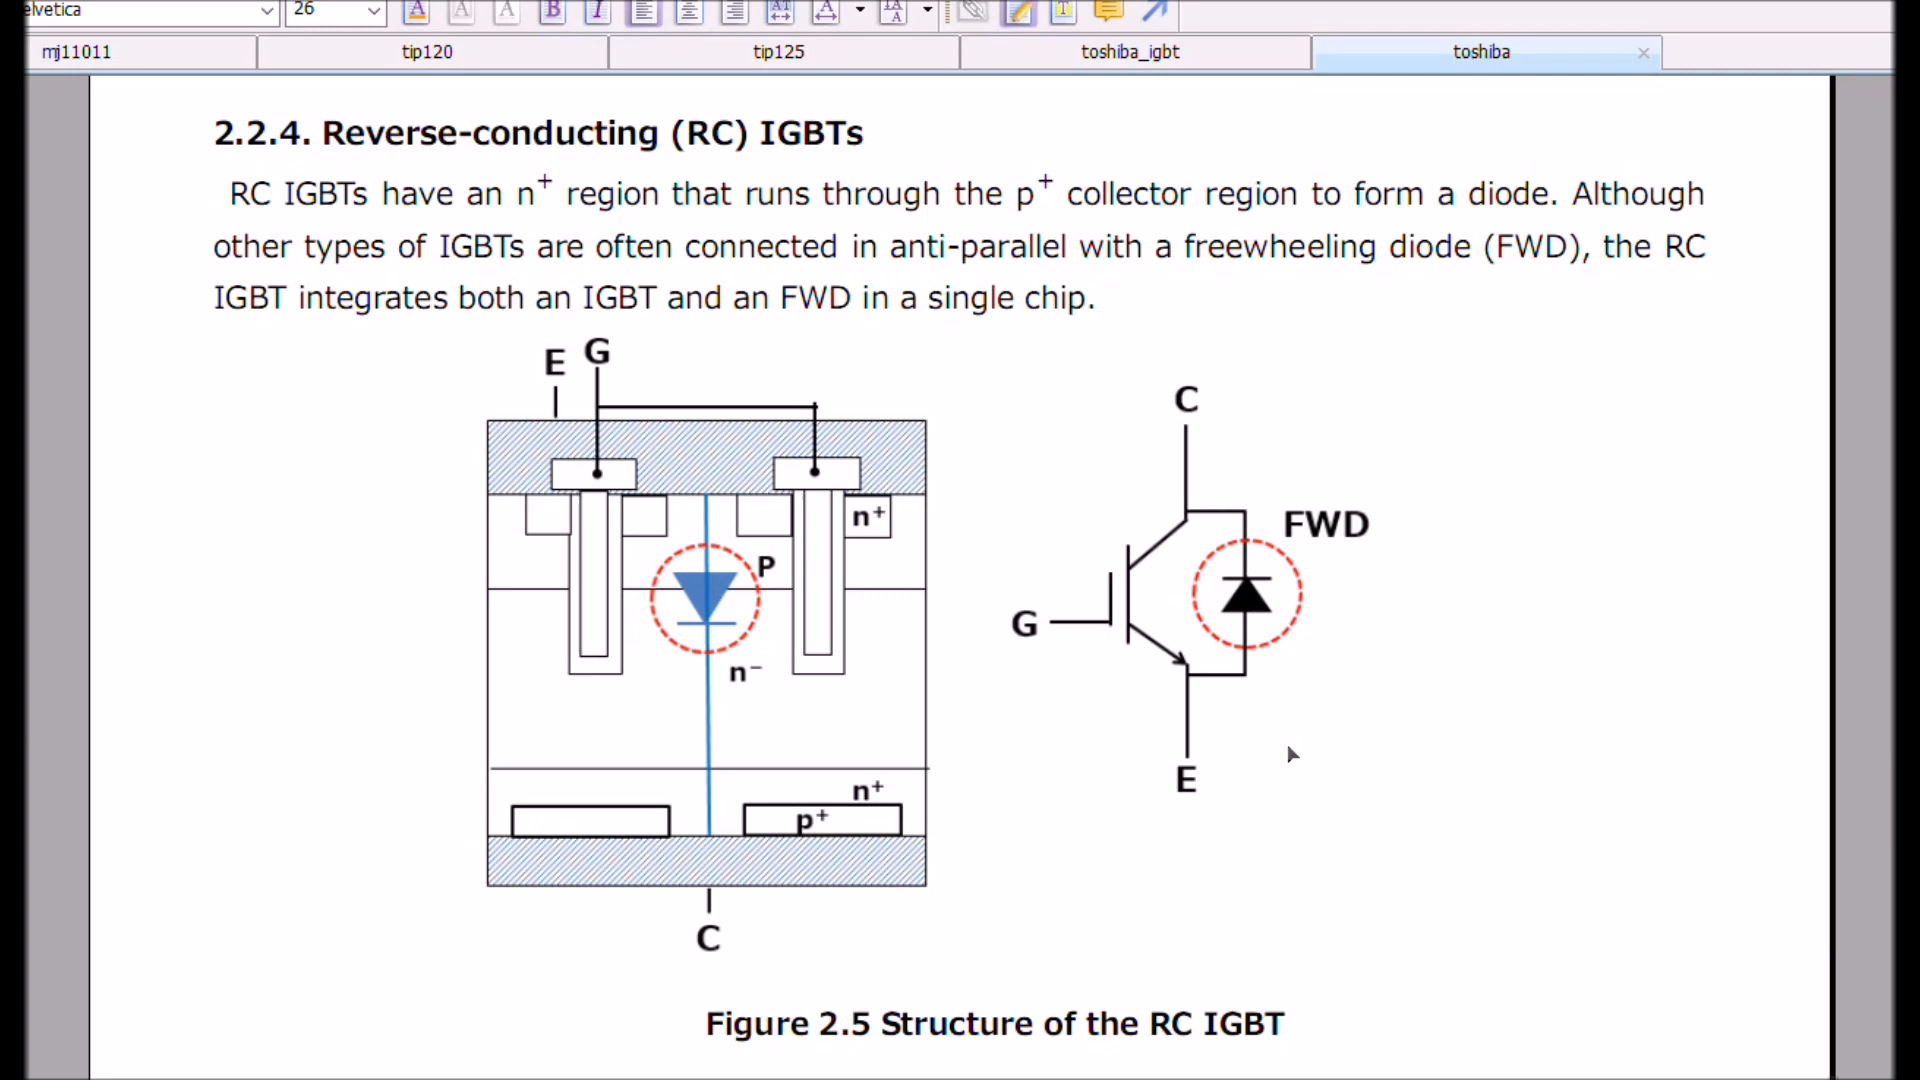 elvetica 26 A A A B I AT A IA A T
mj11011 tip120 tip125 toshiba_igbt toshiba
2.2.4. Reverse-conducting (RC) IGBTs
RC IGBTs have an n⁺ region that runs through the p⁺ collector region to form a diode. Although
other types of IGBTs are often connected in anti-parallel with a freewheeling diode (FWD), the RC
IGBT integrates both an IGBT and an FWD in a single chip.
E G
n⁺
P
n⁻
n⁺
p⁺
C
C
FWD
G
E
Figure 2.5 Structure of the RC IGBT